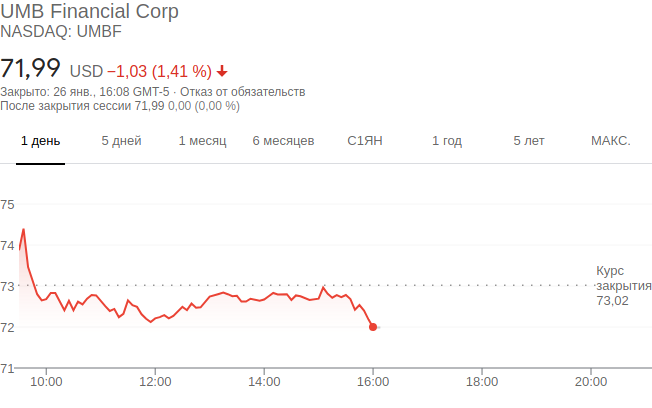 UMB Financial Corp
NASDAQ: UMBF
71,99 USD −1,03 (1,41 %)
Закрыто: 26 янв., 16:08 GMT-5 · Отказ от обязательств
После закрытия сессии 71,99 0,00 (0,00 %)
1 день 5 дней 1 месяц 6 месяцев С1ЯН 1 год 5 лет МАКС.
75
74
73
72
71
Курс
закрытия
73,02
10:00 12:00 14:00 16:00 18:00 20:00